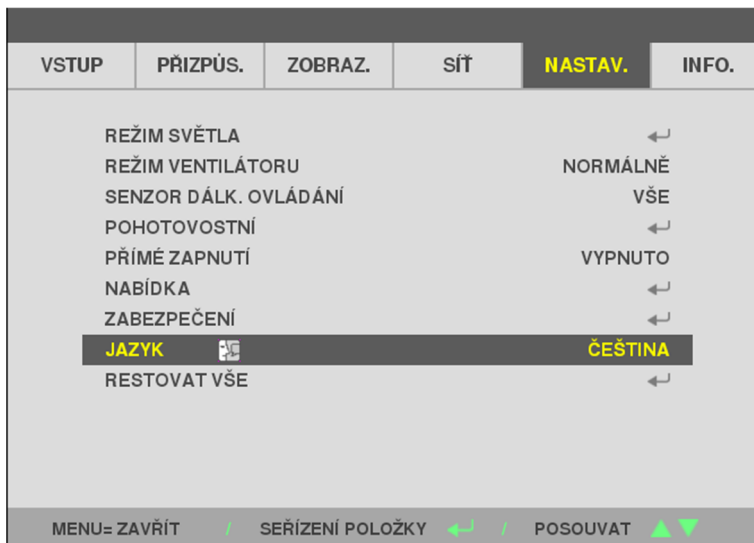 VSTUP PŘIZPŮS. ZOBRAZ. SÍŤ NASTAV. INFO.
REŽIM SVĚTLA
REŽIM VENTILÁTORU NORMÁLNĚ
SENZOR DÁLK. OVLÁDÁNÍ VŠE
POHOTOVOSTNÍ
PŘÍMÉ ZAPNUTÍ VYPNUTO
NABÍDKA
ZABEZPEČENÍ
JAZYK ČEŠTINA
RESTOVAT VŠE
MENU= ZAVŘÍT / SEŘÍZENÍ POLOŽKY / POSOUVAT